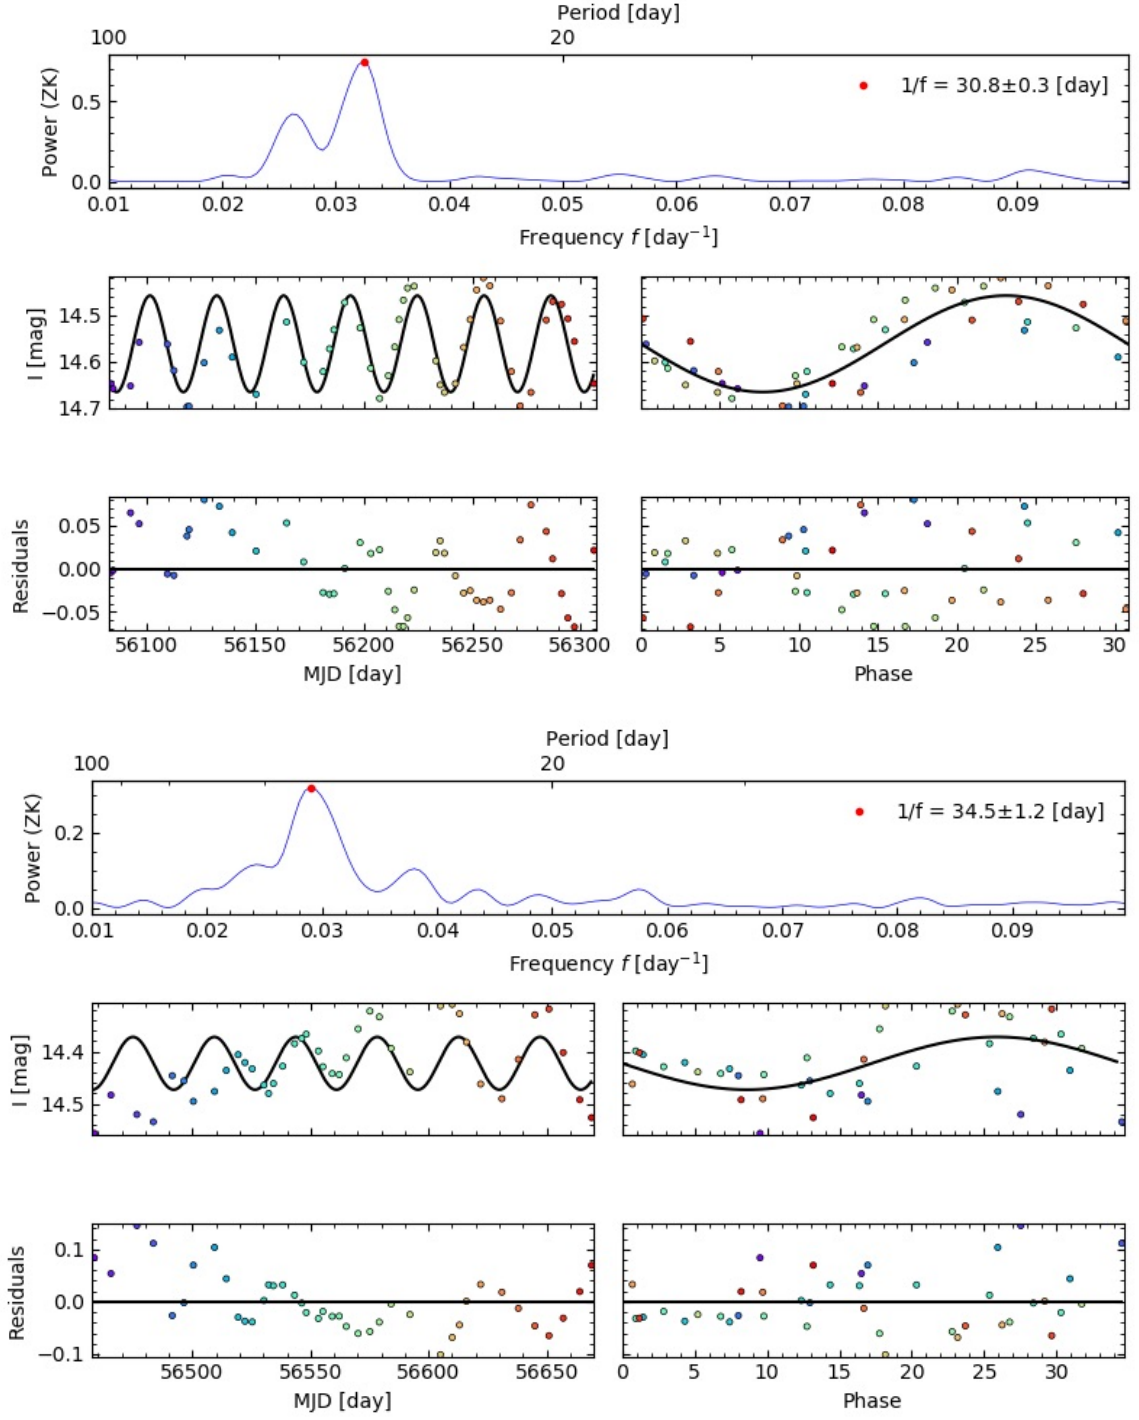 Period [day]
100 20
Power (ZK)
0.5
0.0
1/f = 30.8±0.3 [day]
0.01 0.02 0.03 0.04 0.05 0.06 0.07 0.08 0.09
Frequency f [day⁻¹]
I [mag]
14.5
14.6
14.7
Residuals
0.05
0.00
−0.05
56100 56150 56200 56250 56300
MJD [day]
0 5 10 15 20 25 30
Phase
Period [day]
100 20
Power (ZK)
0.2
0.0
1/f = 34.5±1.2 [day]
0.01 0.02 0.03 0.04 0.05 0.06 0.07 0.08 0.09
Frequency f [day⁻¹]
I [mag]
14.4
14.5
Residuals
0.1
0.0
−0.1
56500 56550 56600 56650
MJD [day]
0 5 10 15 20 25 30
Phase